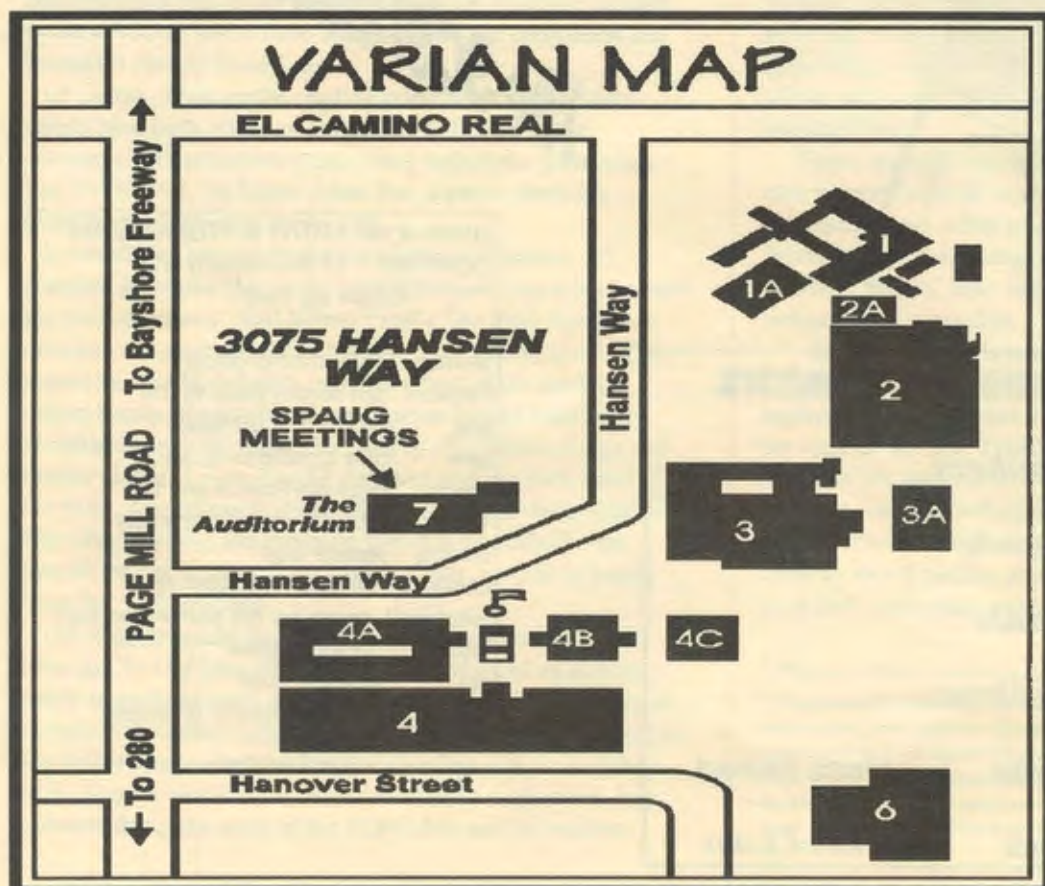 VARIAN MAP
EL CAMINO REAL
To Bayshore Freeway
PAGE MILL ROAD
To 280
Hansen Way
3075 HANSEN
WAY
SPAUG
MEETINGS
The
Auditorium
7
Hansen Way
1
1A
2A
2
3
3A
4A
4B
4C
4
Hanover Street
6